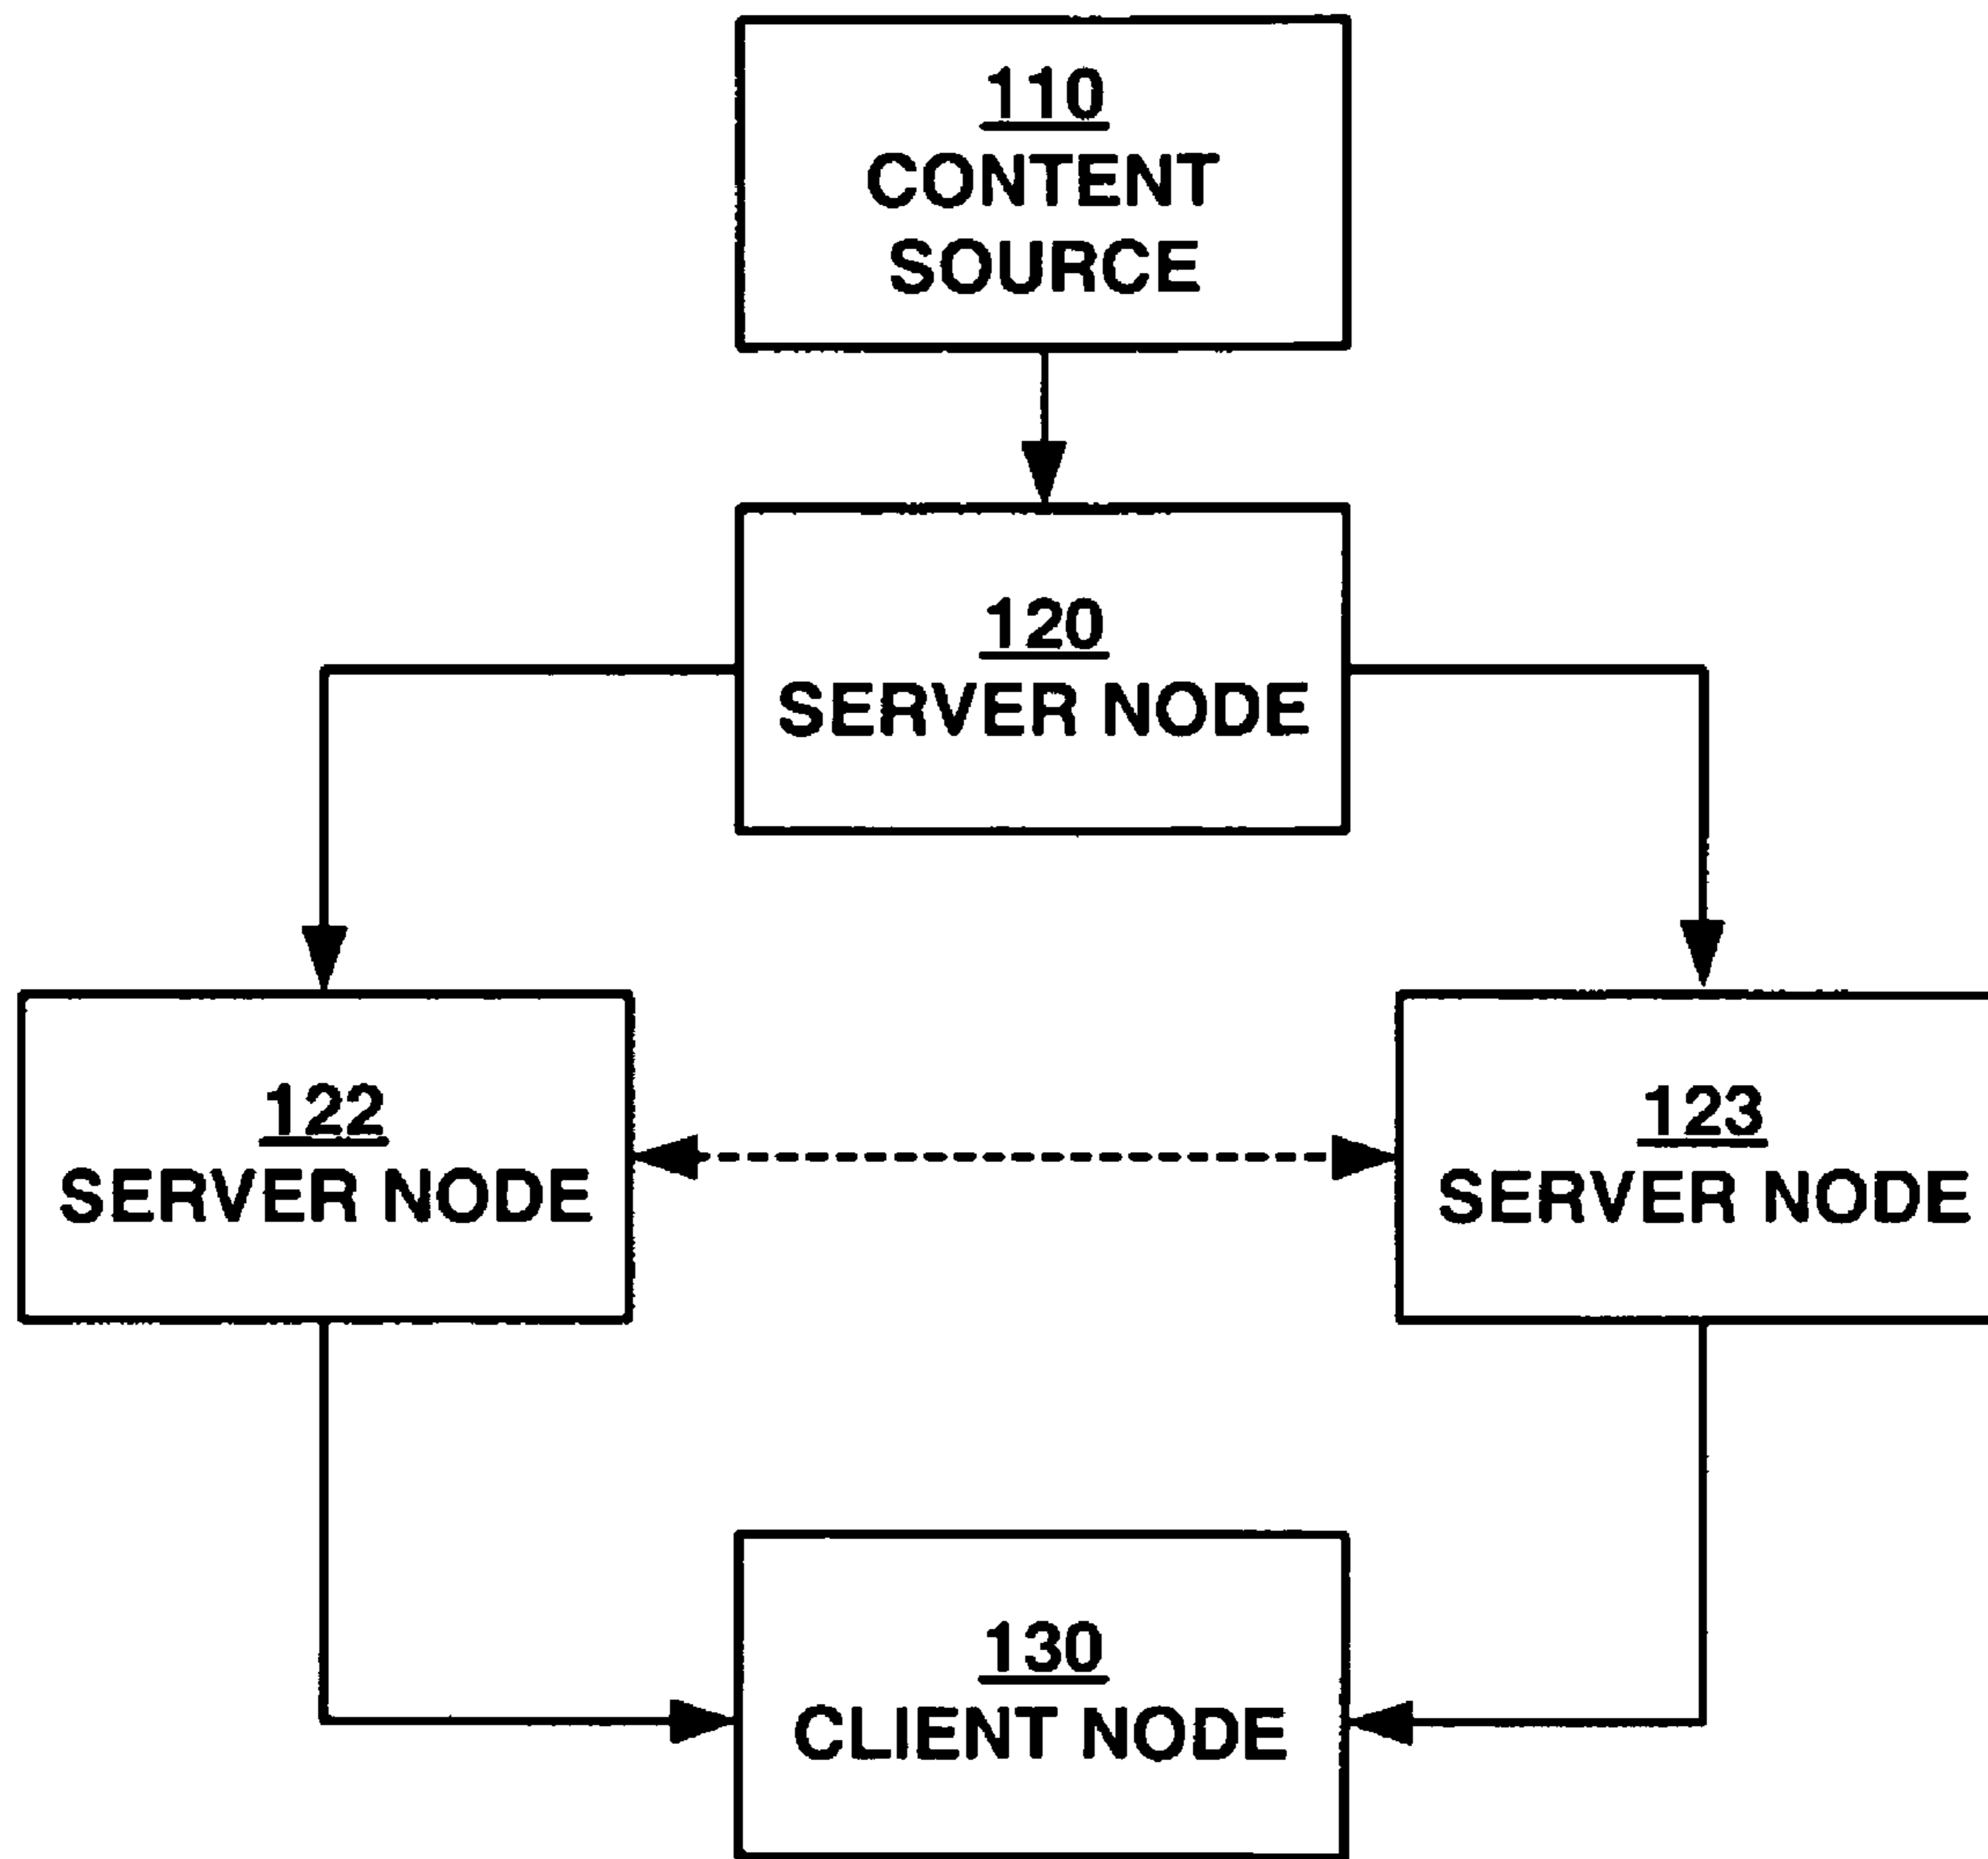 110
CONTENT
SOURCE
120
SERVER NODE
122
SERVER NODE
123
SERVER NODE
130
CLIENT NODE